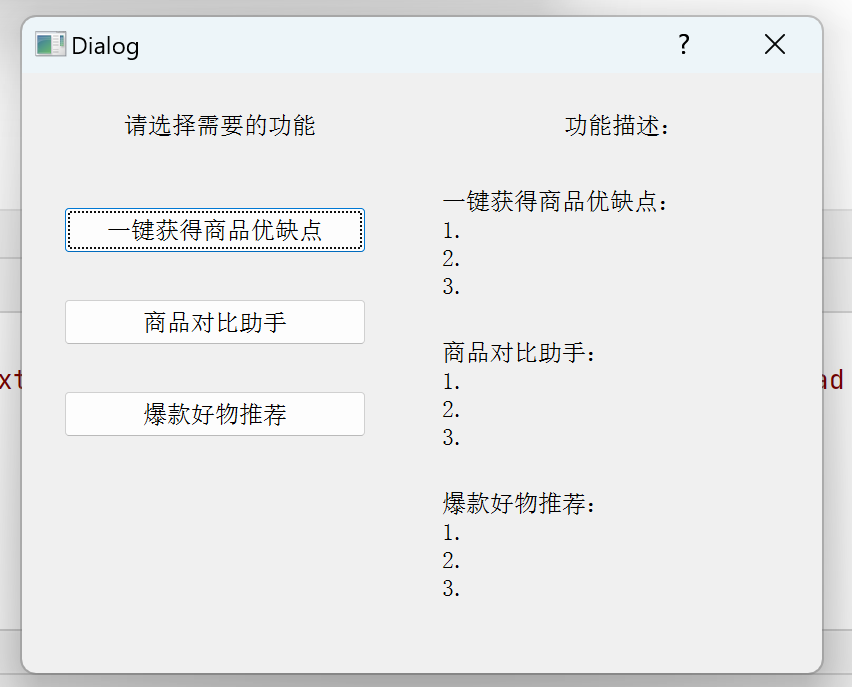 Dialog
?
请选择需要的功能
一键获得商品优缺点
商品对比助手
爆款好物推荐
功能描述：
一键获得商品优缺点：
1.
2.
3.
商品对比助手：
1.
2.
3.
爆款好物推荐：
1.
2.
3.
xt
ad